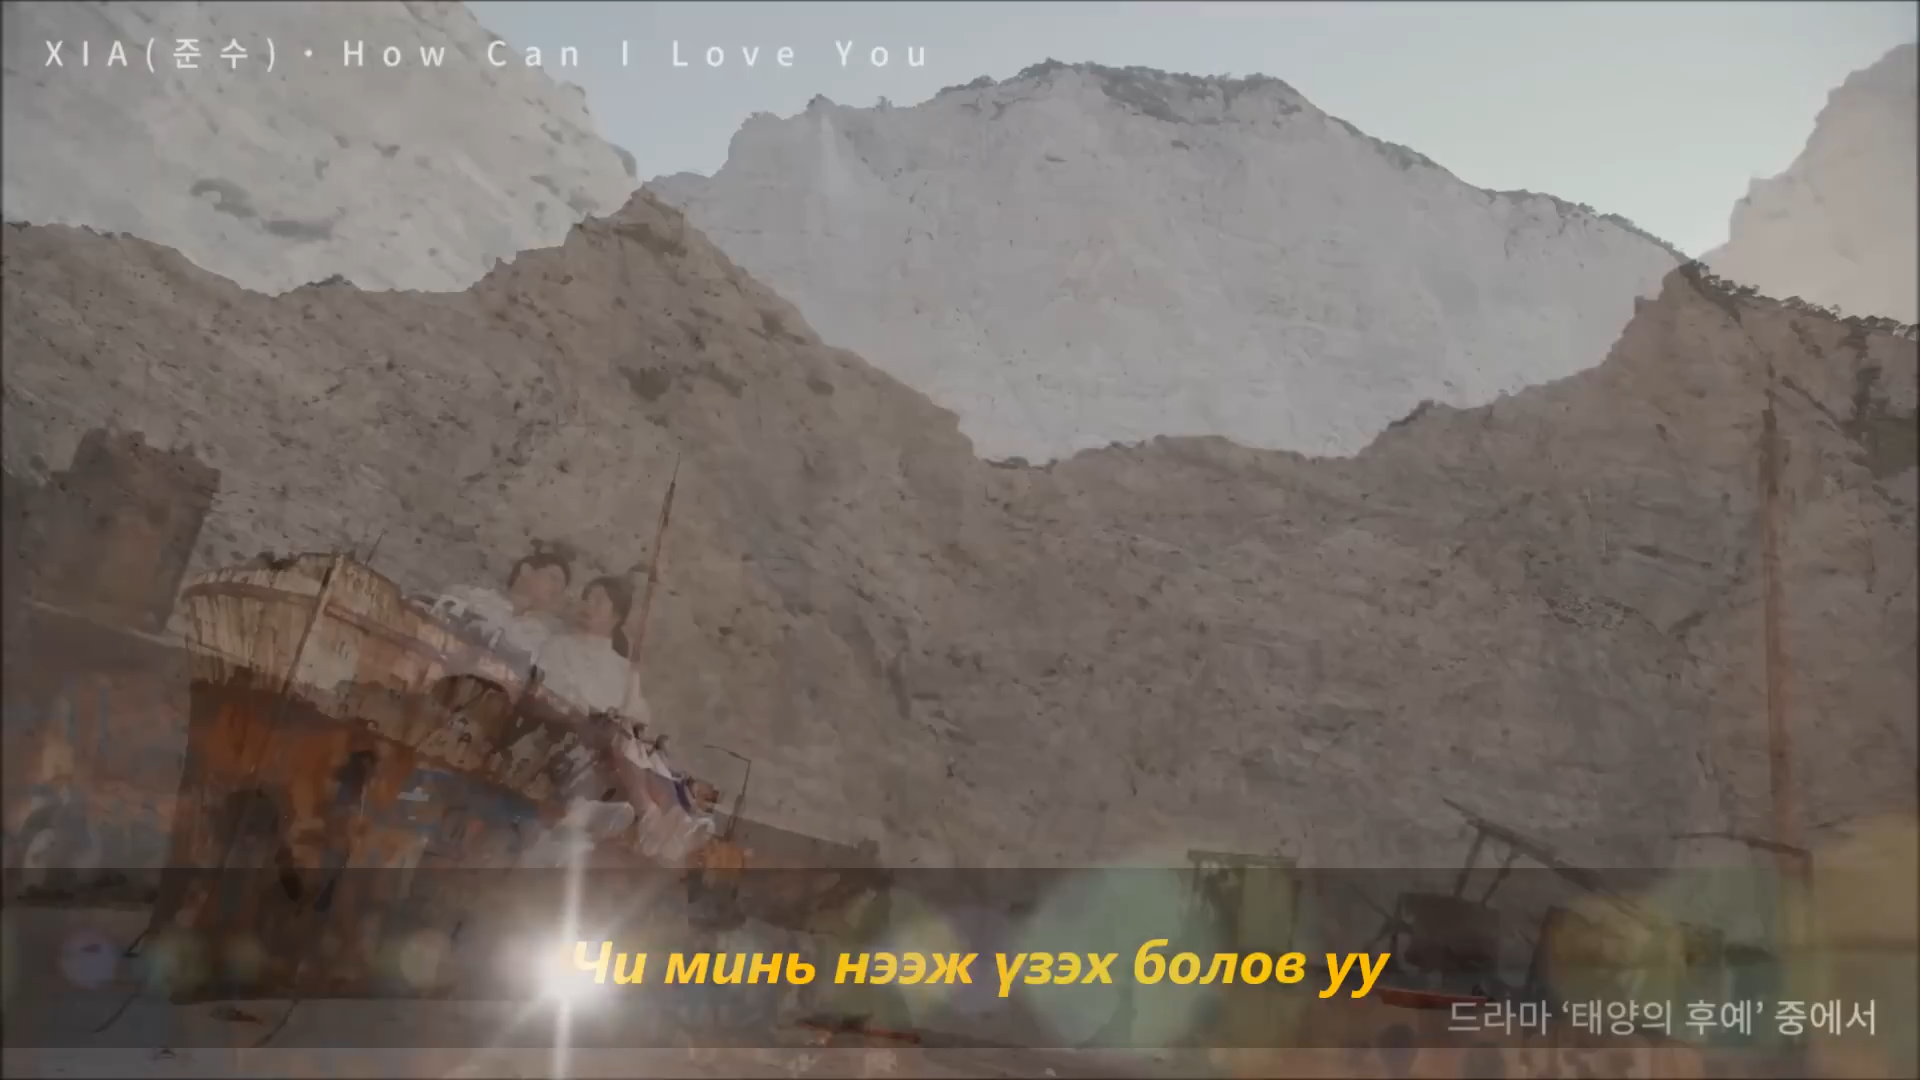 XIA(준수)·How Can I Love You
Чи минь нээж үзэх болов уу
드라마 ‘태양의 후예’ 중에서